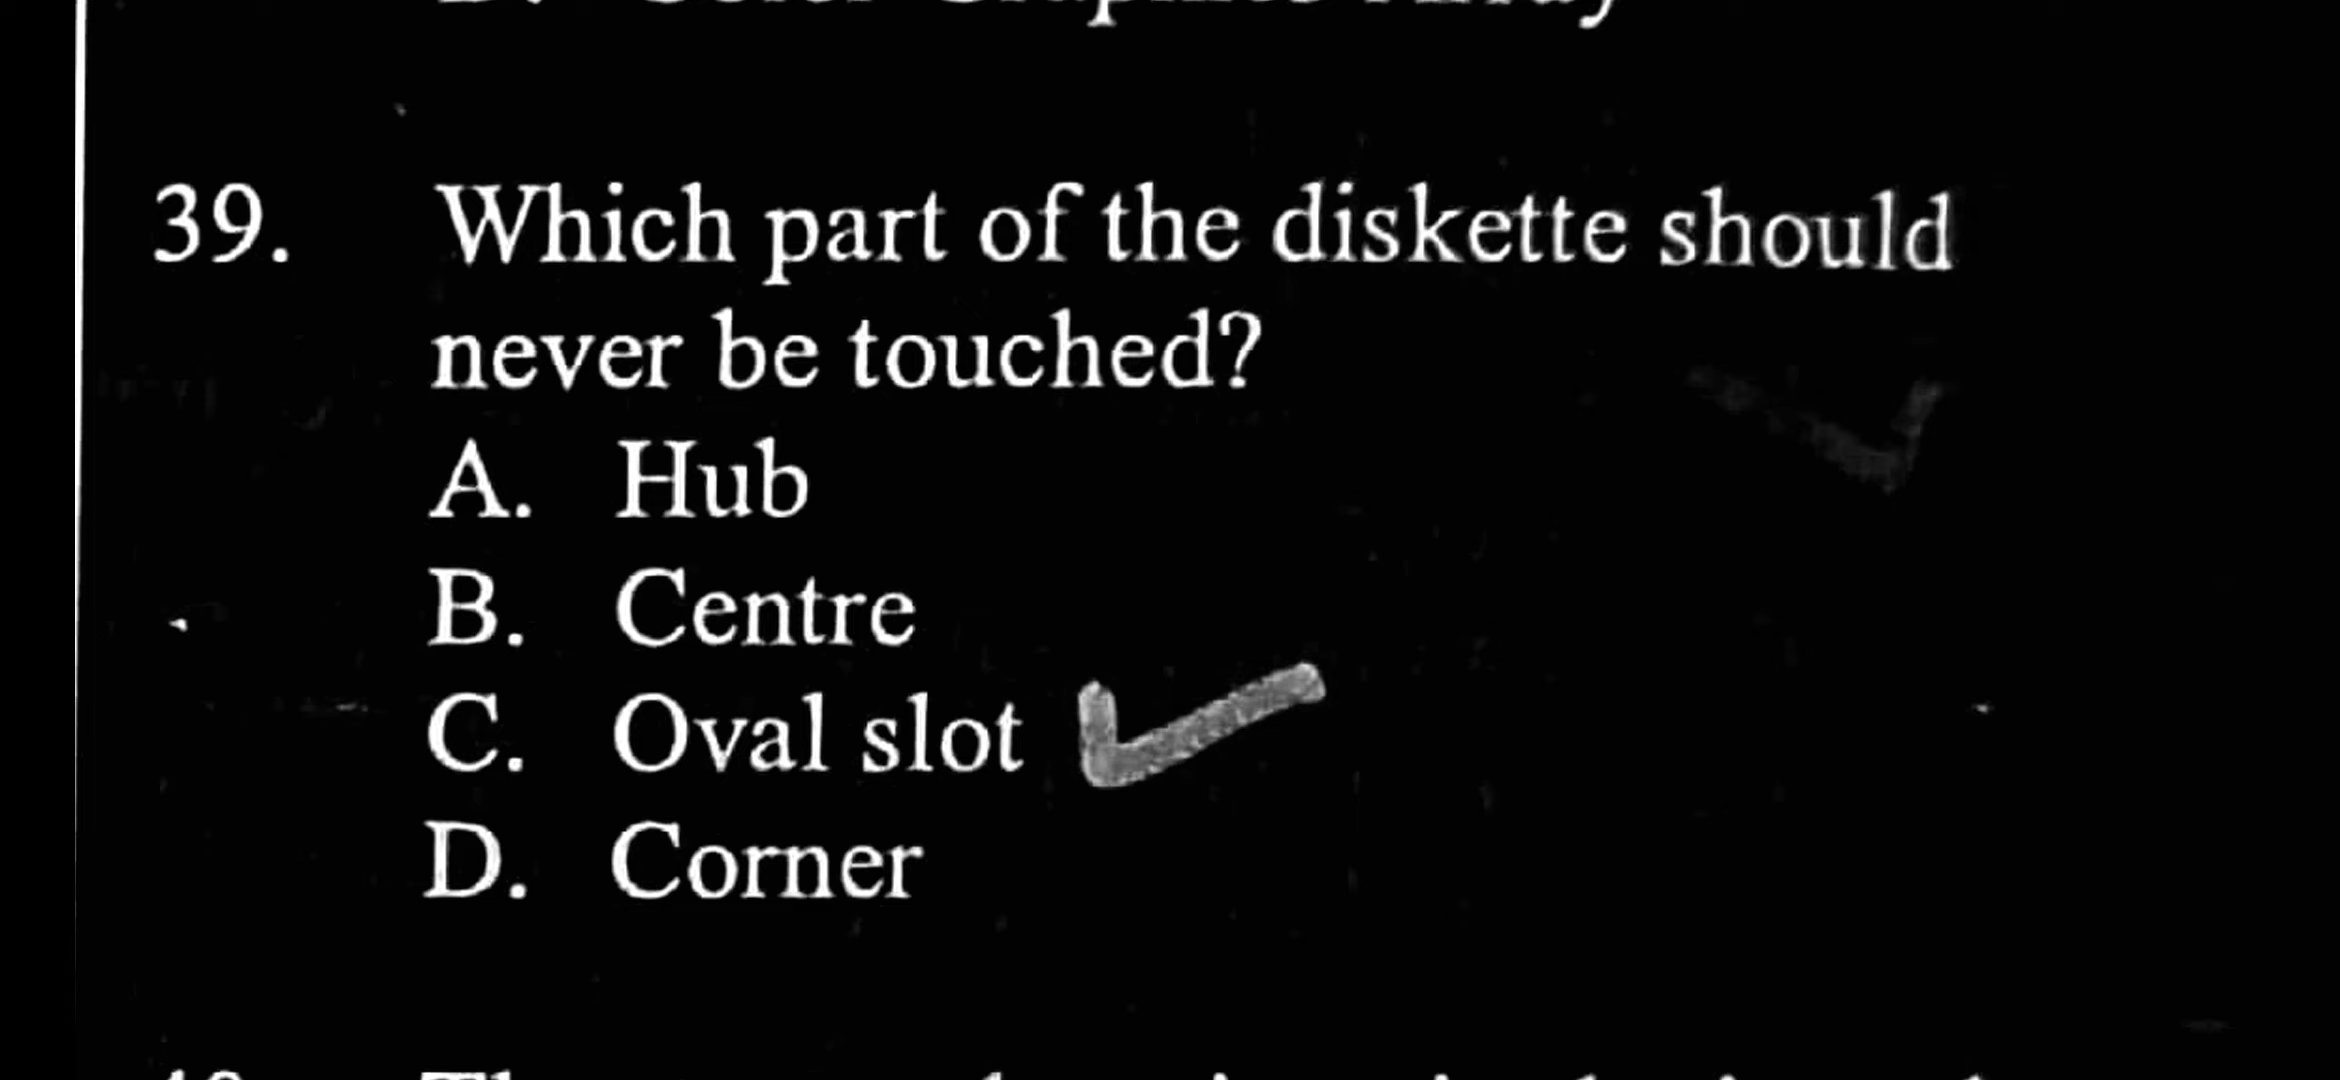 39. Which part of the diskette should
never be touched?
A. Hub
B. Centre
C. Oval slot
D. Corner